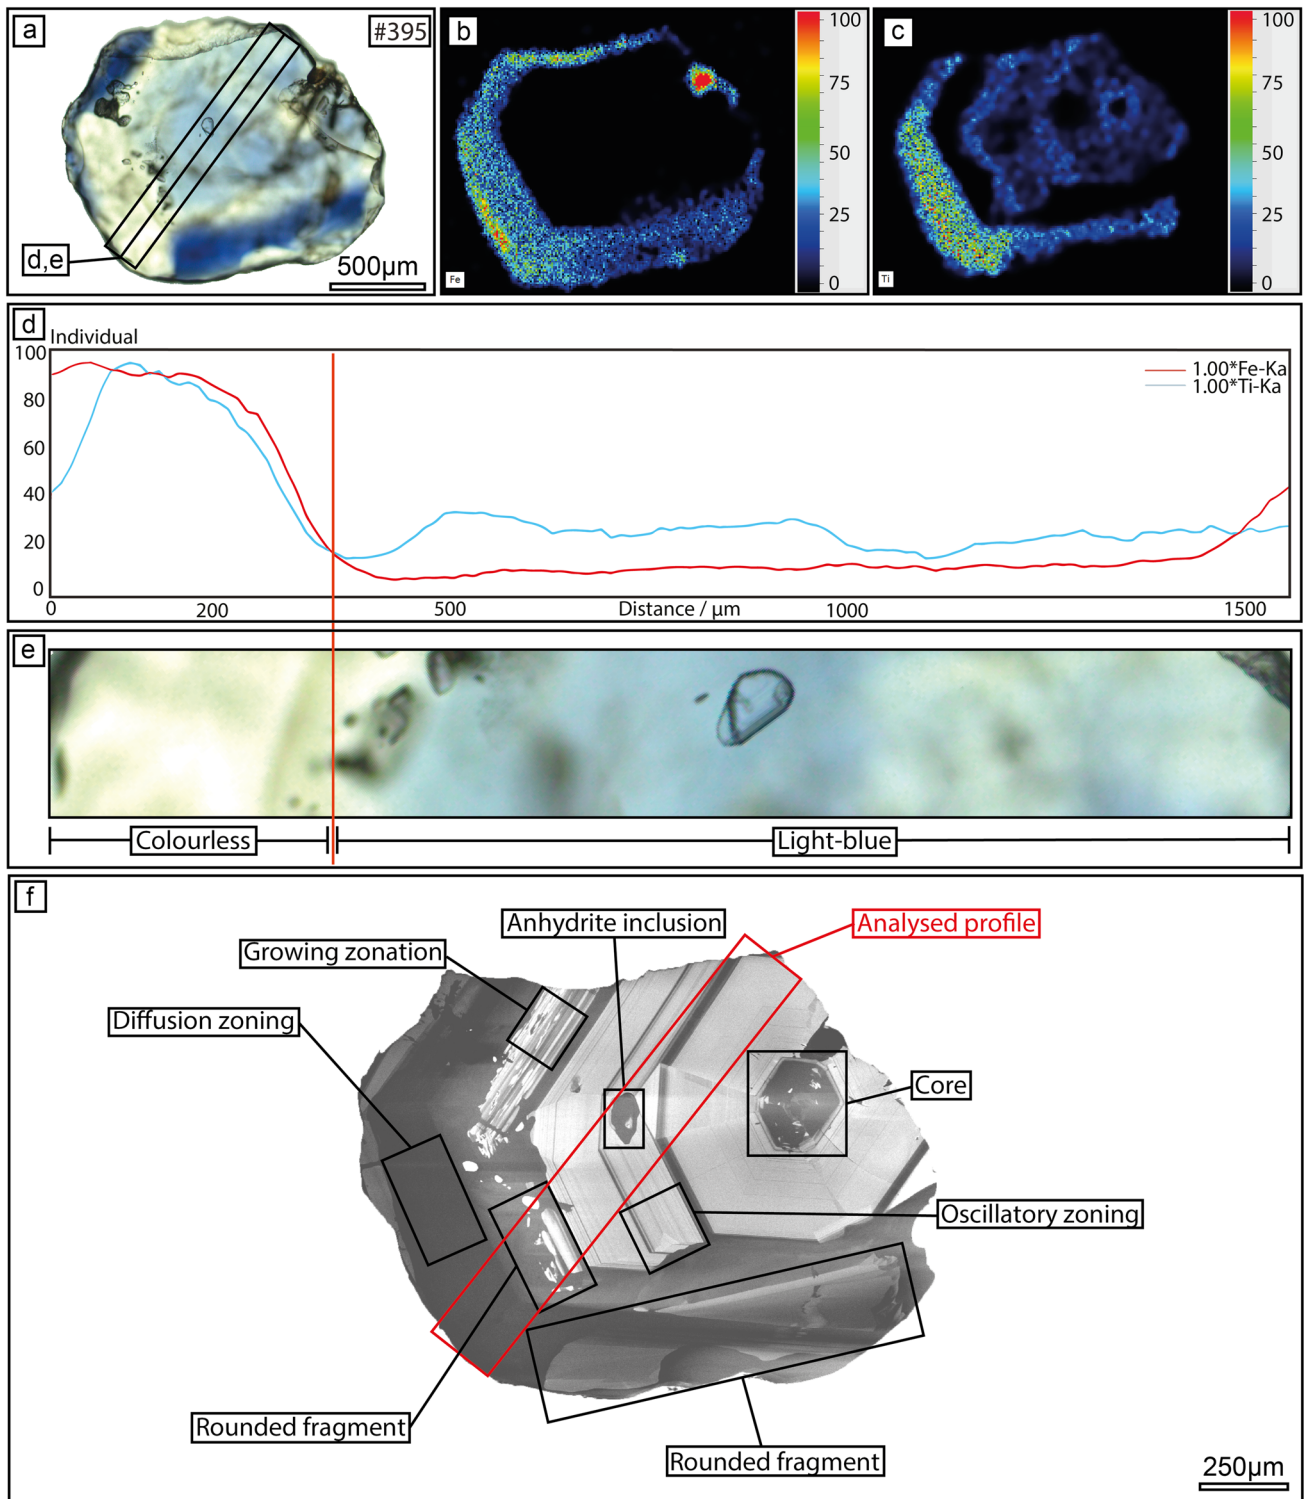 a
#395
d,e
500µm
b
Fe
100
75
50
25
0
c
Ti
100
75
50
25
0
d
Individual
100
80
60
40
20
0
1.00*Fe-Ka
1.00*Ti-Ka
0
200
500
Distance / µm
1000
1500
e
Colourless
Light-blue
f
Anhydrite inclusion
Analysed profile
Growing zonation
Diffusion zoning
Core
Oscillatory zoning
Rounded fragment
Rounded fragment
250µm